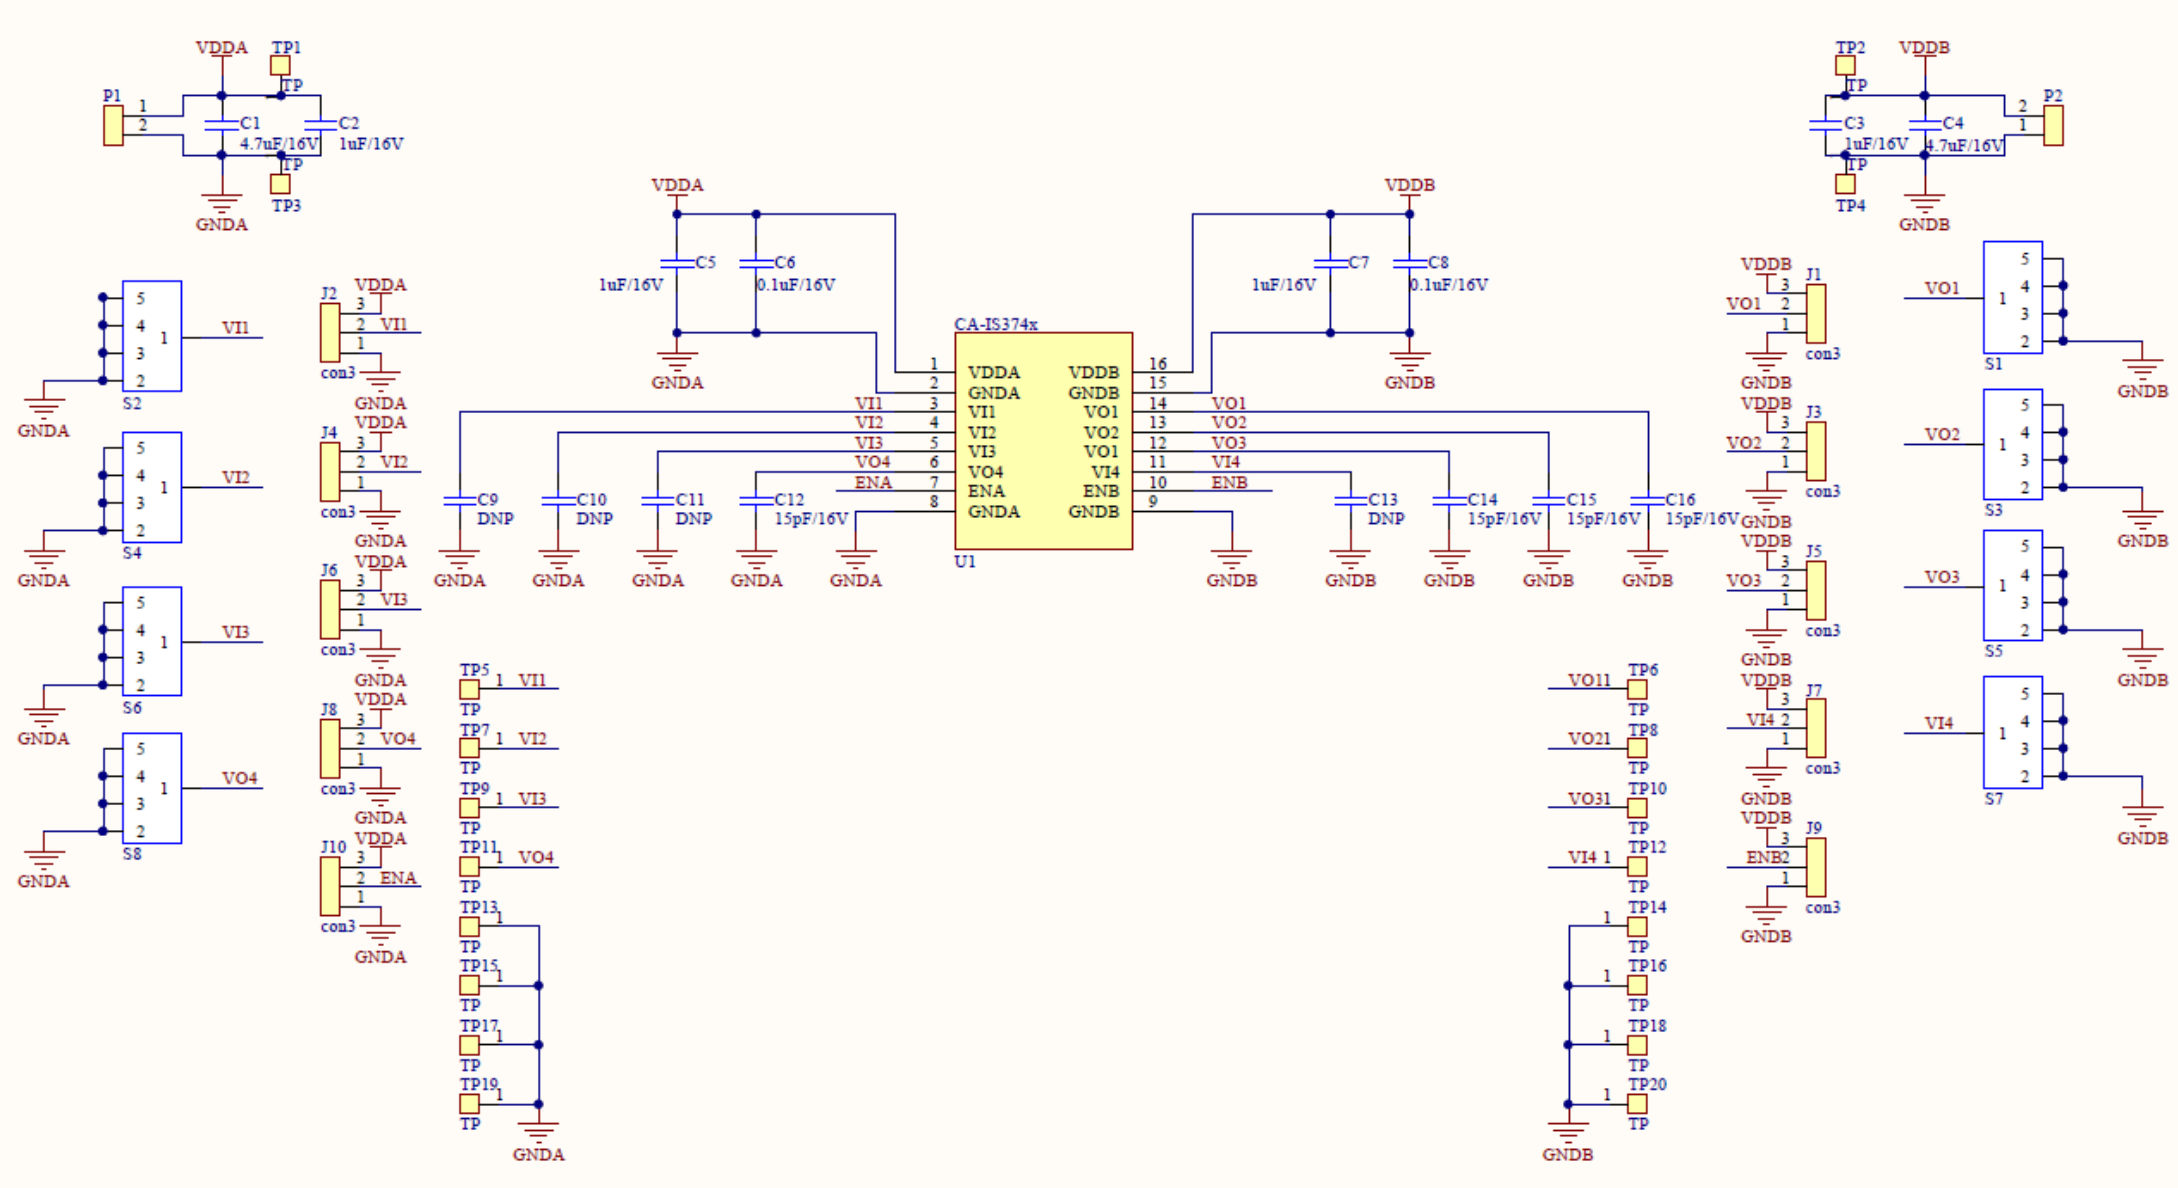 VDDA
TP1
TP
P1
1
2
C1
4.7uF/16V
C2
1uF/16V
TP
TP3
GNDA
TP2
VDDB
TP
P2
2
1
C3
1uF/16V
C4
4.7uF/16V
TP
TP4
GNDB
VDDA
C5
1uF/16V
C6
0.1uF/16V
GNDA
VDDB
C7
1uF/16V
C8
0.1uF/16V
GNDB
CA-IS374x
1 VDDA VDDB 16
2 GNDA GNDB 15
VI1 3 VI1 VO1 14 VO1
VI2 4 VI2 VO2 13 VO2
VI3 5 VI3 VO1 12 VO3
VO4 6 VO4 VI4 11 VI4
ENA 7 ENA ENB 10 ENB
8 GNDA GNDB 9
U1
C9
DNP
GNDA
C10
DNP
GNDA
C11
DNP
GNDA
C12
15pF/16V
GNDA
GNDA
GNDB
C13
DNP
GNDB
C14
15pF/16V
GNDB
C15
15pF/16V
GNDB
C16
15pF/16V
GNDB
5
4
3
2
1 VI1
S2
GNDA
5
4
3
2
1 VI2
S4
GNDA
5
4
3
2
1 VI3
S6
GNDA
5
4
3
2
1 VO4
S8
GNDA
J2
VDDA
3
2 VI1
1
con3
GNDA
J4
VDDA
3
2 VI2
1
con3
GNDA
J6
VDDA
3
2 VI3
1
con3
GNDA
J8
VDDA
3
2 VO4
1
con3
GNDA
J10
VDDA
3
2 ENA
1
con3
GNDA
TP5
1 VI1
TP
TP7
1 VI2
TP
TP9
1 VI3
TP
TP11
1 VO4
TP
TP13
1
TP
TP15
1
TP
TP17
1
TP
TP19
1
TP
GNDA
TP6
VO1 1
TP
TP8
VO2 1
TP
TP10
VO3 1
TP
TP12
VI4 1
TP
TP14
1
TP
TP16
1
TP
TP18
1
TP
TP20
1
TP
GNDB
VDDB
J1
3
VO1 2
1
con3
GNDB
VDDB
J3
3
VO2 2
1
con3
GNDB
VDDB
J5
3
VO3 2
1
con3
GNDB
VDDB
J7
3
VI4 2
1
con3
GNDB
VDDB
J9
3
ENB 2
1
con3
GNDB
VO1 1
5
4
3
2
S1
GNDB
VO2 1
5
4
3
2
S3
GNDB
VO3 1
5
4
3
2
S5
GNDB
VI4 1
5
4
3
2
S7
GNDB